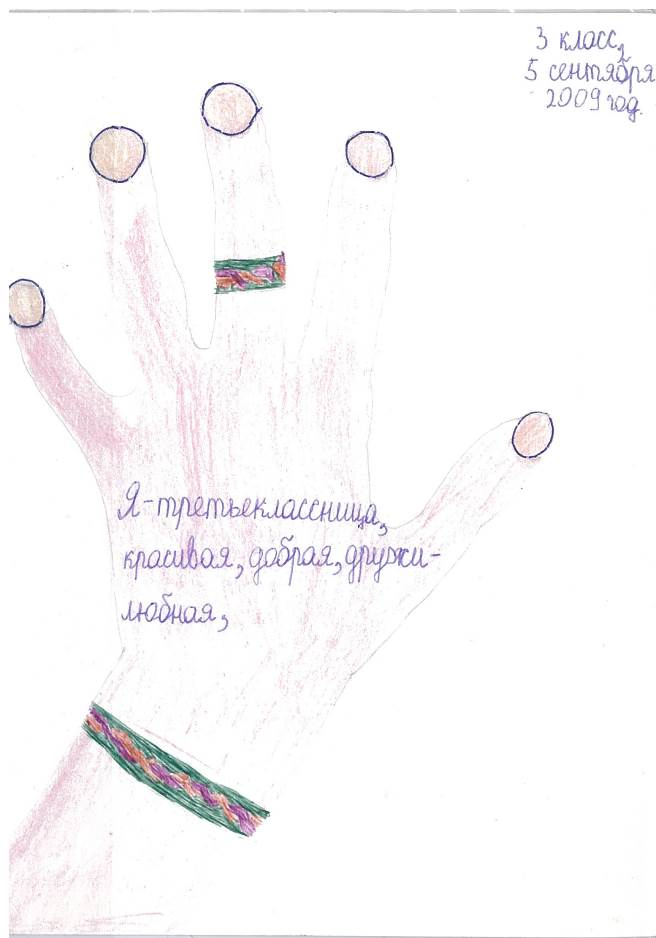 3 класс,
5 сентября
2009 год.
Я-третьеклассница,
красивая, добрая, дружи-
любная,